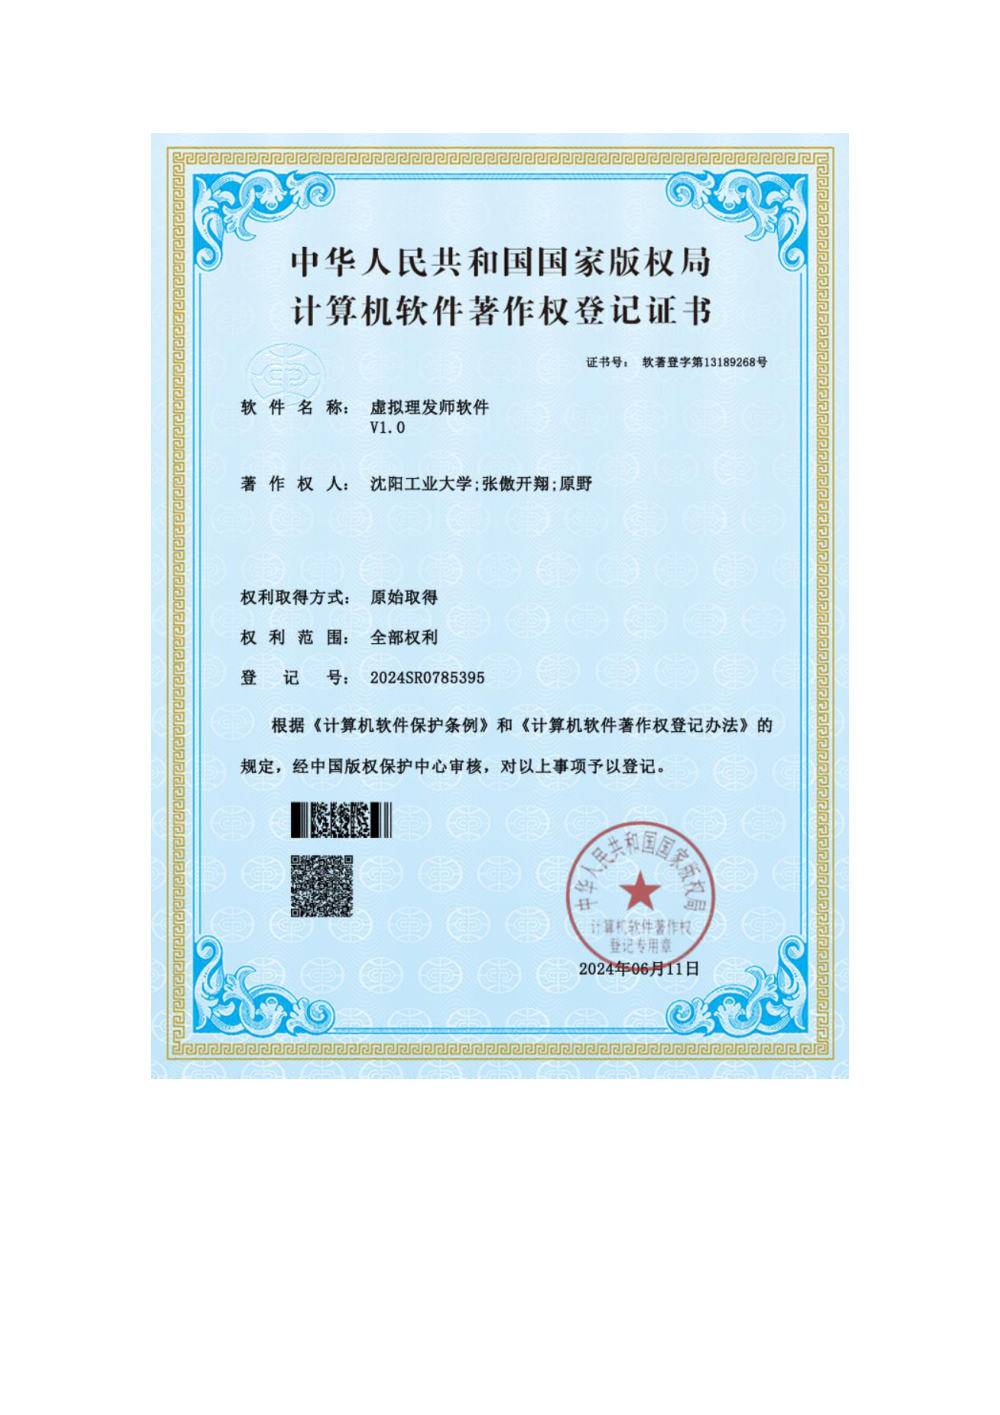 中华人民共和国国家版权局
计算机软件著作权登记证书
证书号： 软著登字第13189268号
软件名称： 虚拟理发师软件
V1.0
著作权人： 沈阳工业大学;张傲开翔;原野
权利取得方式： 原始取得
权利范围： 全部权利
登记号： 2024SR0785395
根据《计算机软件保护条例》和《计算机软件著作权登记办法》的
规定，经中国版权保护中心审核，对以上事项予以登记。
中华人民共和国国家版权局
计算机软件著作权
登记专用章
2024年06月11日